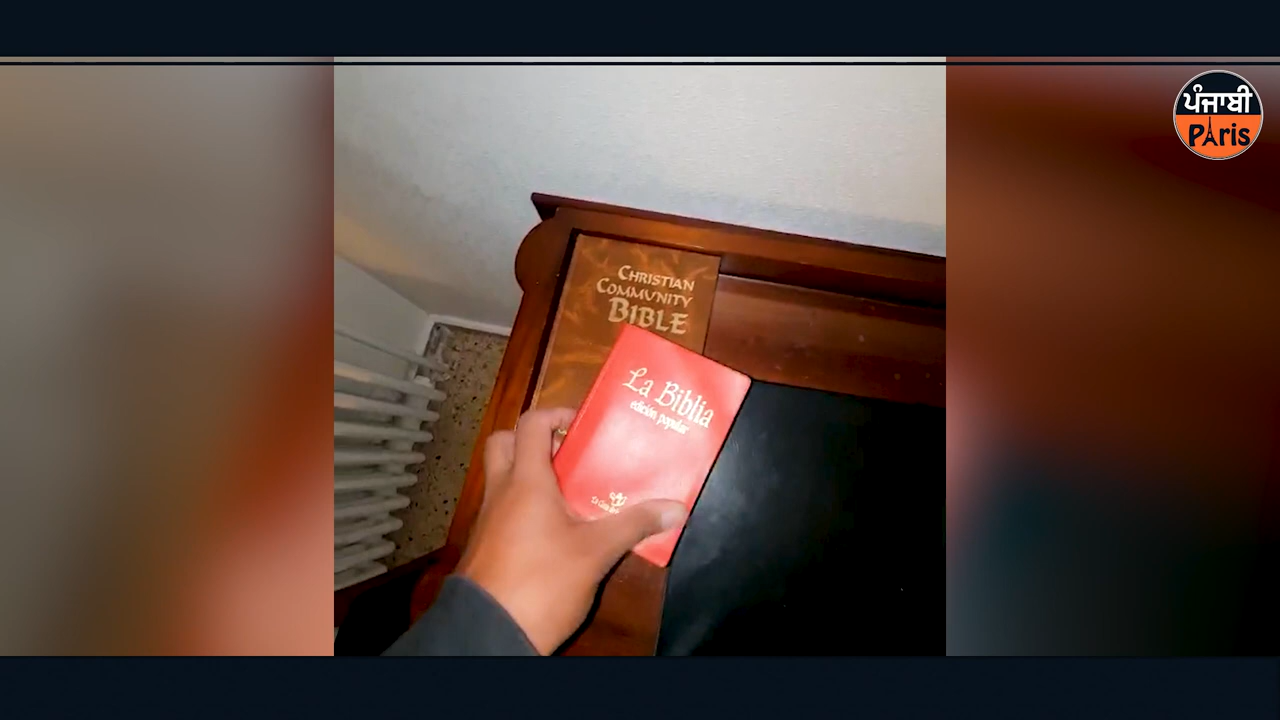 ਪੰਜਾਬੀ
PAris
CHRISTIAN
COMMUNITY
BIBLE
La Biblia
edición popular